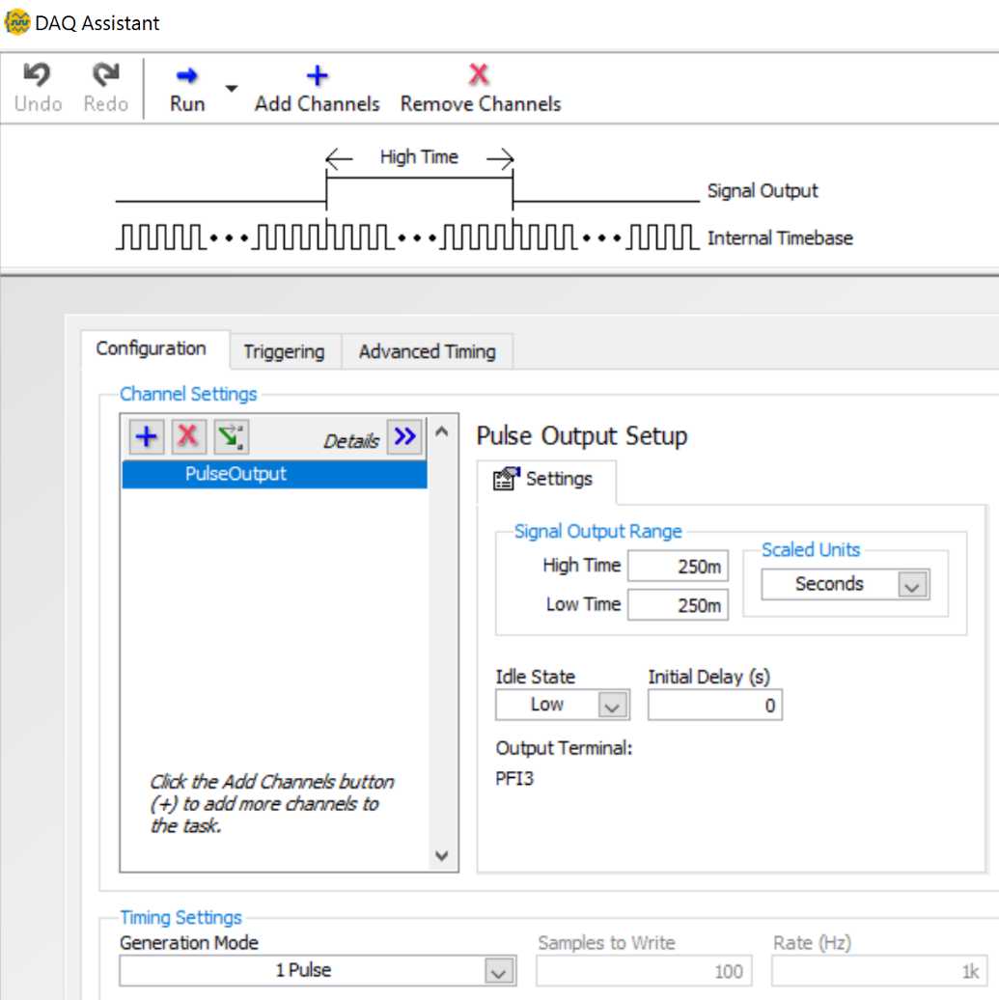 DAQ Assistant
Undo Redo Run Add Channels Remove Channels
High Time
Signal Output
Internal Timebase
Configuration Triggering Advanced Timing
Channel Settings
Details
PulseOutput
Click the Add Channels button
(+) to add more channels to
the task.
Pulse Output Setup
Settings
Signal Output Range
High Time 250m
Low Time 250m
Scaled Units
Seconds
Idle State Initial Delay (s)
Low 0
Output Terminal:
PFI3
Timing Settings
Generation Mode Samples to Write Rate (Hz)
1 Pulse 100 1k